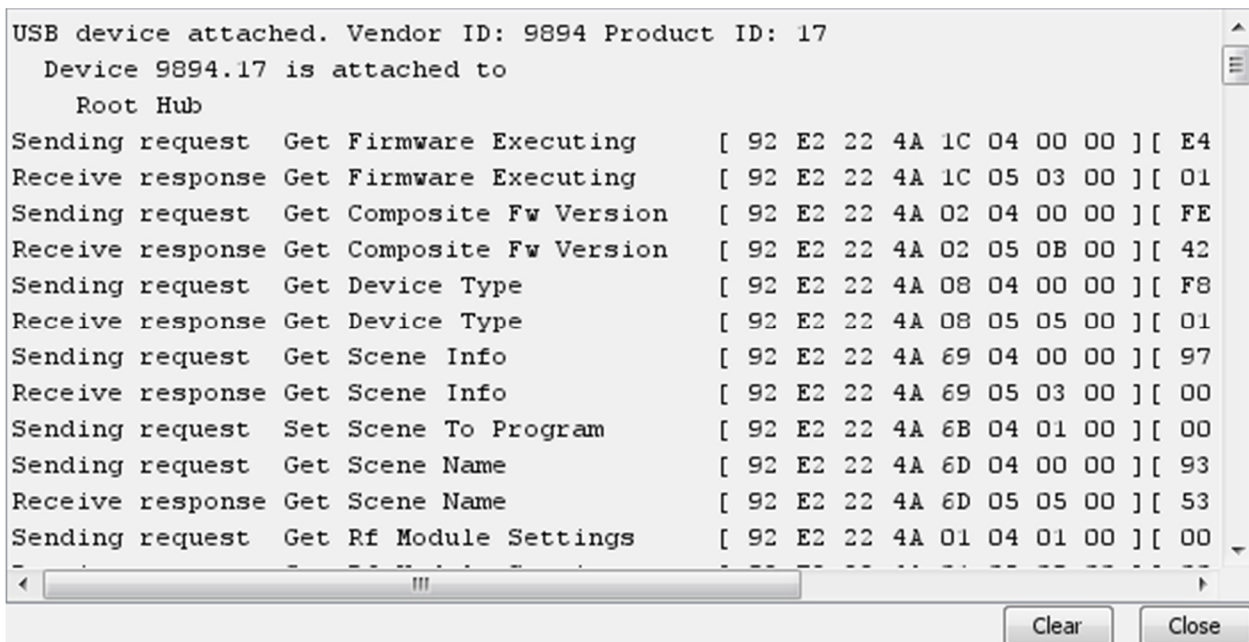 USB device attached. Vendor ID: 9894 Product ID: 17
Device 9894.17 is attached to
Root Hub
Sending request Get Firmware Executing [ 92 E2 22 4A 1C 04 00 00 ][ E4
Receive response Get Firmware Executing [ 92 E2 22 4A 1C 05 03 00 ][ 01
Sending request Get Composite Fw Version [ 92 E2 22 4A 02 04 00 00 ][ FE
Receive response Get Composite Fw Version [ 92 E2 22 4A 02 05 0B 00 ][ 42
Sending request Get Device Type [ 92 E2 22 4A 08 04 00 00 ][ F8
Receive response Get Device Type [ 92 E2 22 4A 08 05 05 00 ][ 01
Sending request Get Scene Info [ 92 E2 22 4A 69 04 00 00 ][ 97
Receive response Get Scene Info [ 92 E2 22 4A 69 05 03 00 ][ 00
Sending request Set Scene To Program [ 92 E2 22 4A 6B 04 01 00 ][ 00
Sending request Get Scene Name [ 92 E2 22 4A 6D 04 00 00 ][ 93
Receive response Get Scene Name [ 92 E2 22 4A 6D 05 05 00 ][ 53
Sending request Get Rf Module Settings [ 92 E2 22 4A 01 04 01 00 ][ 00
Clear Close